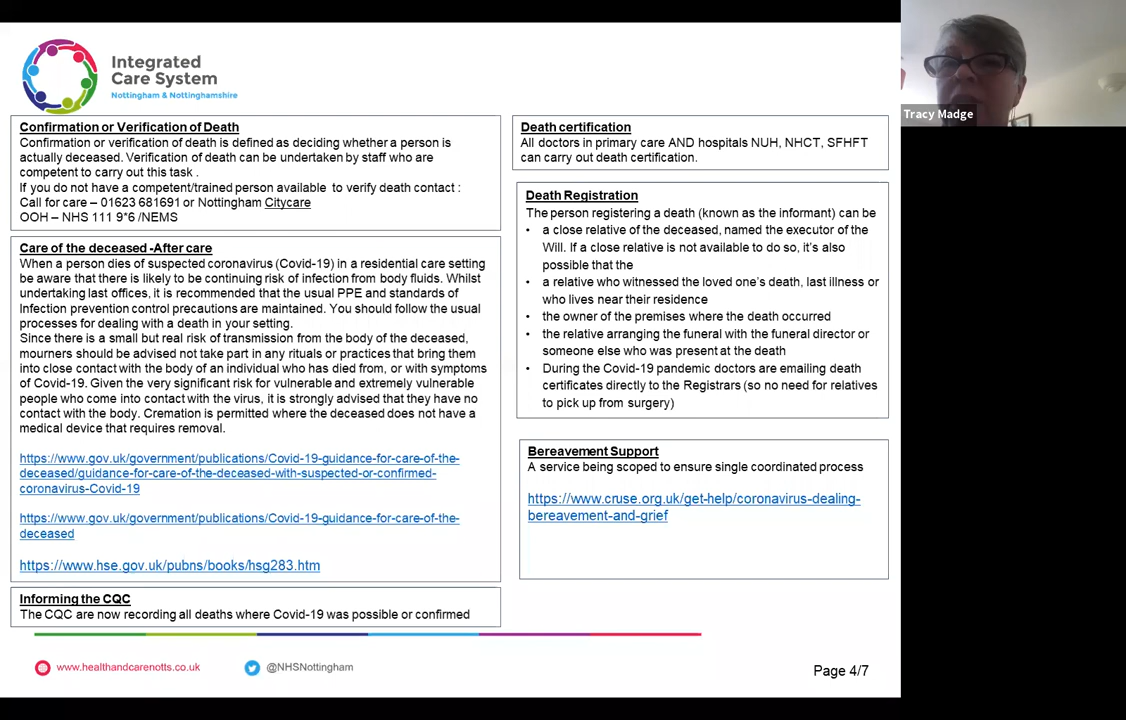 Integrated
Care System
Nottingham & Nottinghamshire
Confirmation or Verification of Death
Confirmation or verification of death is defined as deciding whether a person is
actually deceased. Verification of death can be undertaken by staff who are
competent to carry out this task .
If you do not have a competent/trained person available to verify death contact :
Call for care – 01623 681691 or Nottingham Citycare
OOH – NHS 111 9*6 /NEMS
Care of the deceased -After care
When a person dies of suspected coronavirus (Covid-19) in a residential care setting
be aware that there is likely to be continuing risk of infection from body fluids. Whilst
undertaking last offices, it is recommended that the usual PPE and standards of
Infection prevention control precautions are maintained. You should follow the usual
processes for dealing with a death in your setting.
Since there is a small but real risk of transmission from the body of the deceased,
mourners should be advised not take part in any rituals or practices that bring them
into close contact with the body of an individual who has died from, or with symptoms
of Covid-19. Given the very significant risk for vulnerable and extremely vulnerable
people who come into contact with the virus, it is strongly advised that they have no
contact with the body. Cremation is permitted where the deceased does not have a
medical device that requires removal.
https://www.gov.uk/government/publications/Covid-19-guidance-for-care-of-the-
deceased/guidance-for-care-of-the-deceased-with-suspected-or-confirmed-
coronavirus-Covid-19
https://www.gov.uk/government/publications/Covid-19-guidance-for-care-of-the-
deceased
https://www.hse.gov.uk/pubns/books/hsg283.htm
Informing the CQC
The CQC are now recording all deaths where Covid-19 was possible or confirmed
Death certification
All doctors in primary care AND hospitals NUH, NHCT, SFHFT
can carry out death certification.
Death Registration
The person registering a death (known as the informant) can be
• a close relative of the deceased, named the executor of the
Will. If a close relative is not available to do so, it's also
possible that the
• a relative who witnessed the loved one's death, last illness or
who lives near their residence
• the owner of the premises where the death occurred
• the relative arranging the funeral with the funeral director or
someone else who was present at the death
• During the Covid-19 pandemic doctors are emailing death
certificates directly to the Registrars (so no need for relatives
to pick up from surgery)
Bereavement Support
A service being scoped to ensure single coordinated process
https://www.cruse.org.uk/get-help/coronavirus-dealing-
bereavement-and-grief
www.healthandcarenotts.co.uk
@NHSNottingham
Page 4/7
Tracy Madge